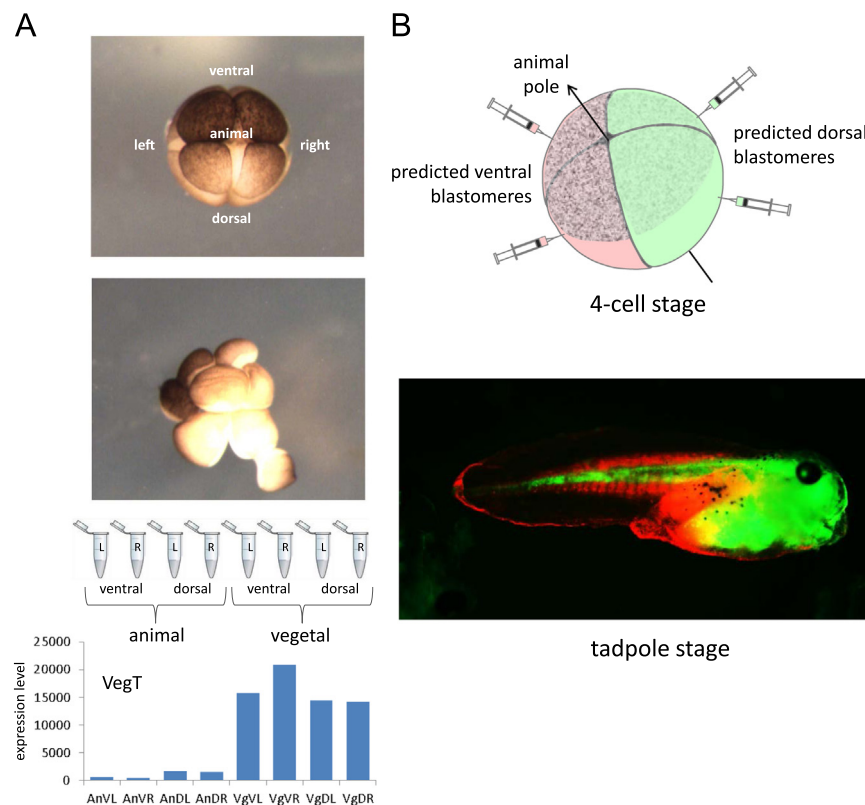 A
ventral
animal
left
right
dorsal
L
R
L
R
L
R
L
R
ventral
dorsal
ventral
dorsal
animal
vegetal
expression level
25000
20000
15000
10000
5000
0
VegT
AnVL
AnVR
AnDL
AnDR
VgVL
VgVR
VgDL
VgDR
B
animal
pole
predicted dorsal
blastomeres
predicted ventral
blastomeres
4-cell stage
tadpole stage